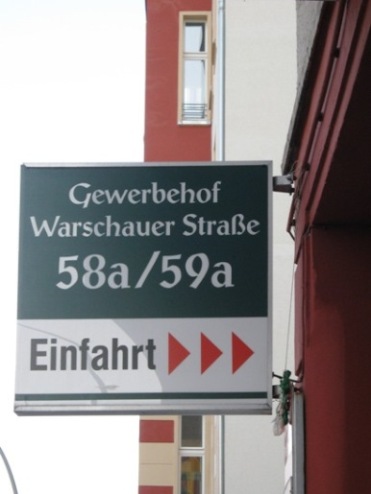 Gewerbehof
Warschauer Straße
58a/59a
Einfahrt